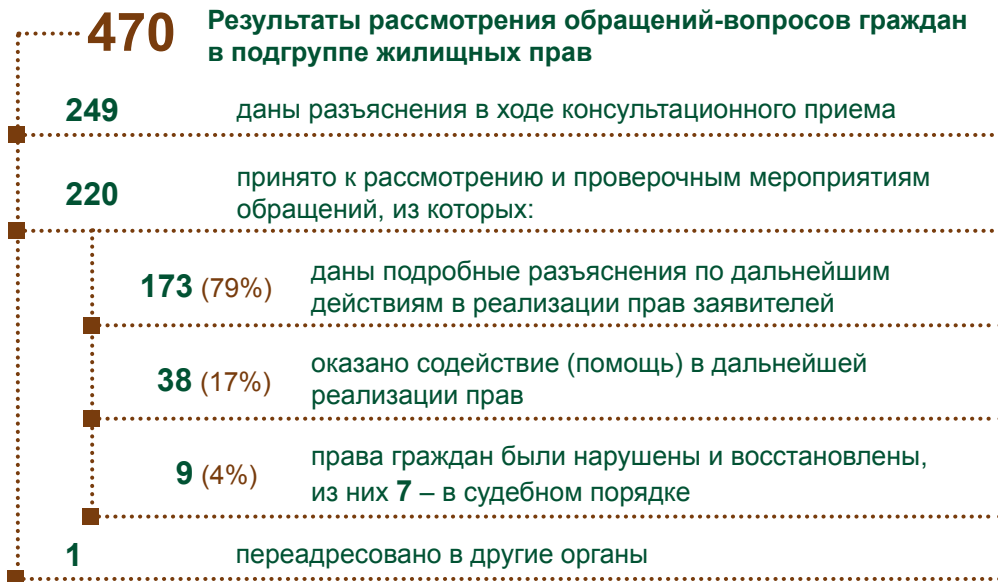 470 Результаты рассмотрения обращений-вопросов граждан
в подгруппе жилищных прав
249 даны разъяснения в ходе консультационного приема
220 принято к рассмотрению и проверочным мероприятиям
обращений, из которых:
173 (79%) даны подробные разъяснения по дальнейшим
действиям в реализации прав заявителей
38 (17%) оказано содействие (помощь) в дальнейшей
реализации прав
9 (4%) права граждан были нарушены и восстановлены,
из них 7 – в судебном порядке
1 переадресовано в другие органы